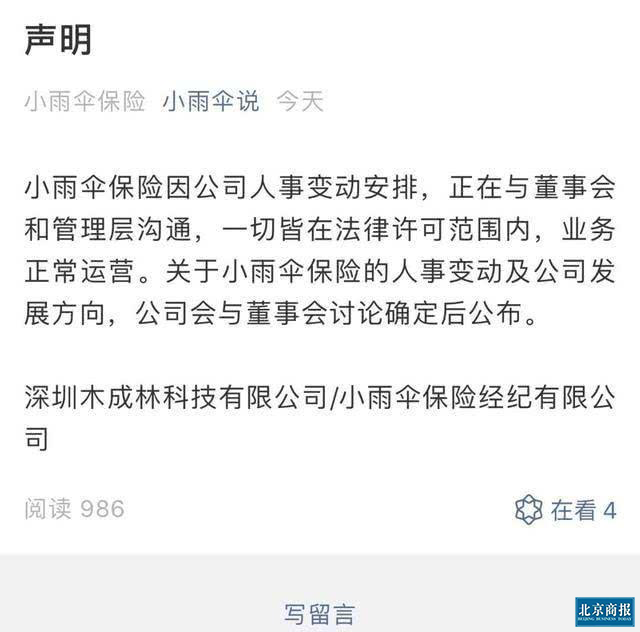 声明
小雨伞保险 小雨伞说 今天
小雨伞保险因公司人事变动安排，正在与董事会
和管理层沟通，一切皆在法律许可范围内，业务
正常运营。关于小雨伞保险的人事变动及公司发
展方向，公司会与董事会讨论确定后公布。
深圳木成林科技有限公司/小雨伞保险经纪有限公
司
阅读 986 在看 4
写留言
北京商报
BEIJING BUSINESS TODAY